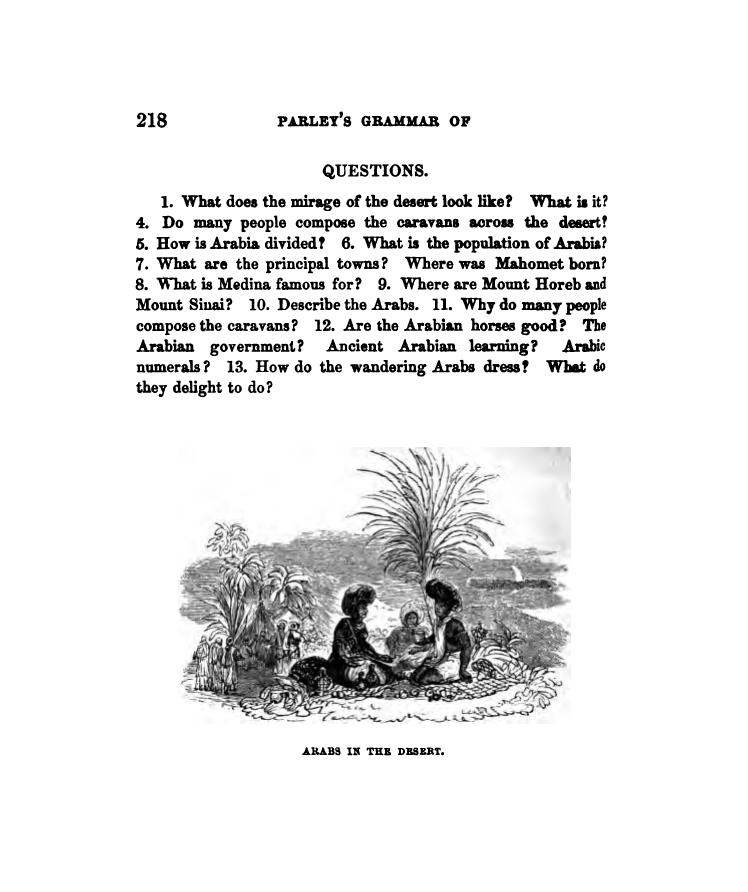 218 PARLEY'S GRAMMAR OF
QUESTIONS.
1. What does the mirage of the desert look like? What is it?
4. Do many people compose the caravans across the desert?
5. How is Arabia divided? 6. What is the population of Arabia?
7. What are the principal towns? Where was Mahomet born?
8. What is Medina famous for? 9. Where are Mount Horeb and
Mount Sinai? 10. Describe the Arabs. 11. Why do many people
compose the caravans? 12. Are the Arabian horses good? The
Arabian government? Ancient Arabian learning? Arabic
numerals? 13. How do the wandering Arabs dress? What do
they delight to do?
ARABS IN THE DESERT.